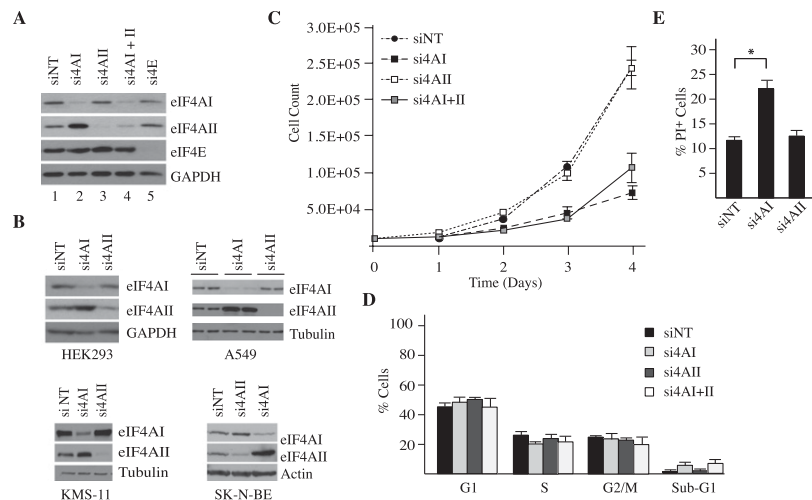 A
siNT
si4AI
si4AII
si4AI + II
si4E
eIF4AI
eIF4AII
eIF4E
GAPDH
1 2 3 4 5
B
siNT
si4AI
si4AII
eIF4AI
eIF4AII
GAPDH
HEK293
si NT
si4AI
si4AII
eIF4AI
eIF4AII
Tubulin
A549
si NT
si4AI
si4AII
eIF4AI
eIF4AII
Tubulin
KMS-11
si NT
si4AII
si4AI
eIF4AI
eIF4AII
Actin
SK-N-BE
C
Cell Count
3.0E+05
2.5E+05
2.0E+05
1.5E+05
1.0E+05
5.0E+04
0 1 2 3 4
Time (Days)
siNT
si4AI
si4AII
si4AI+II
D
% Cells
100
80
60
40
20
G1 S G2/M Sub-G1
siNT
si4AI
si4AII
si4AI+II
E
% PI+ Cells
30
25
20
15
10
5
*
siNT
si4AI
si4AII